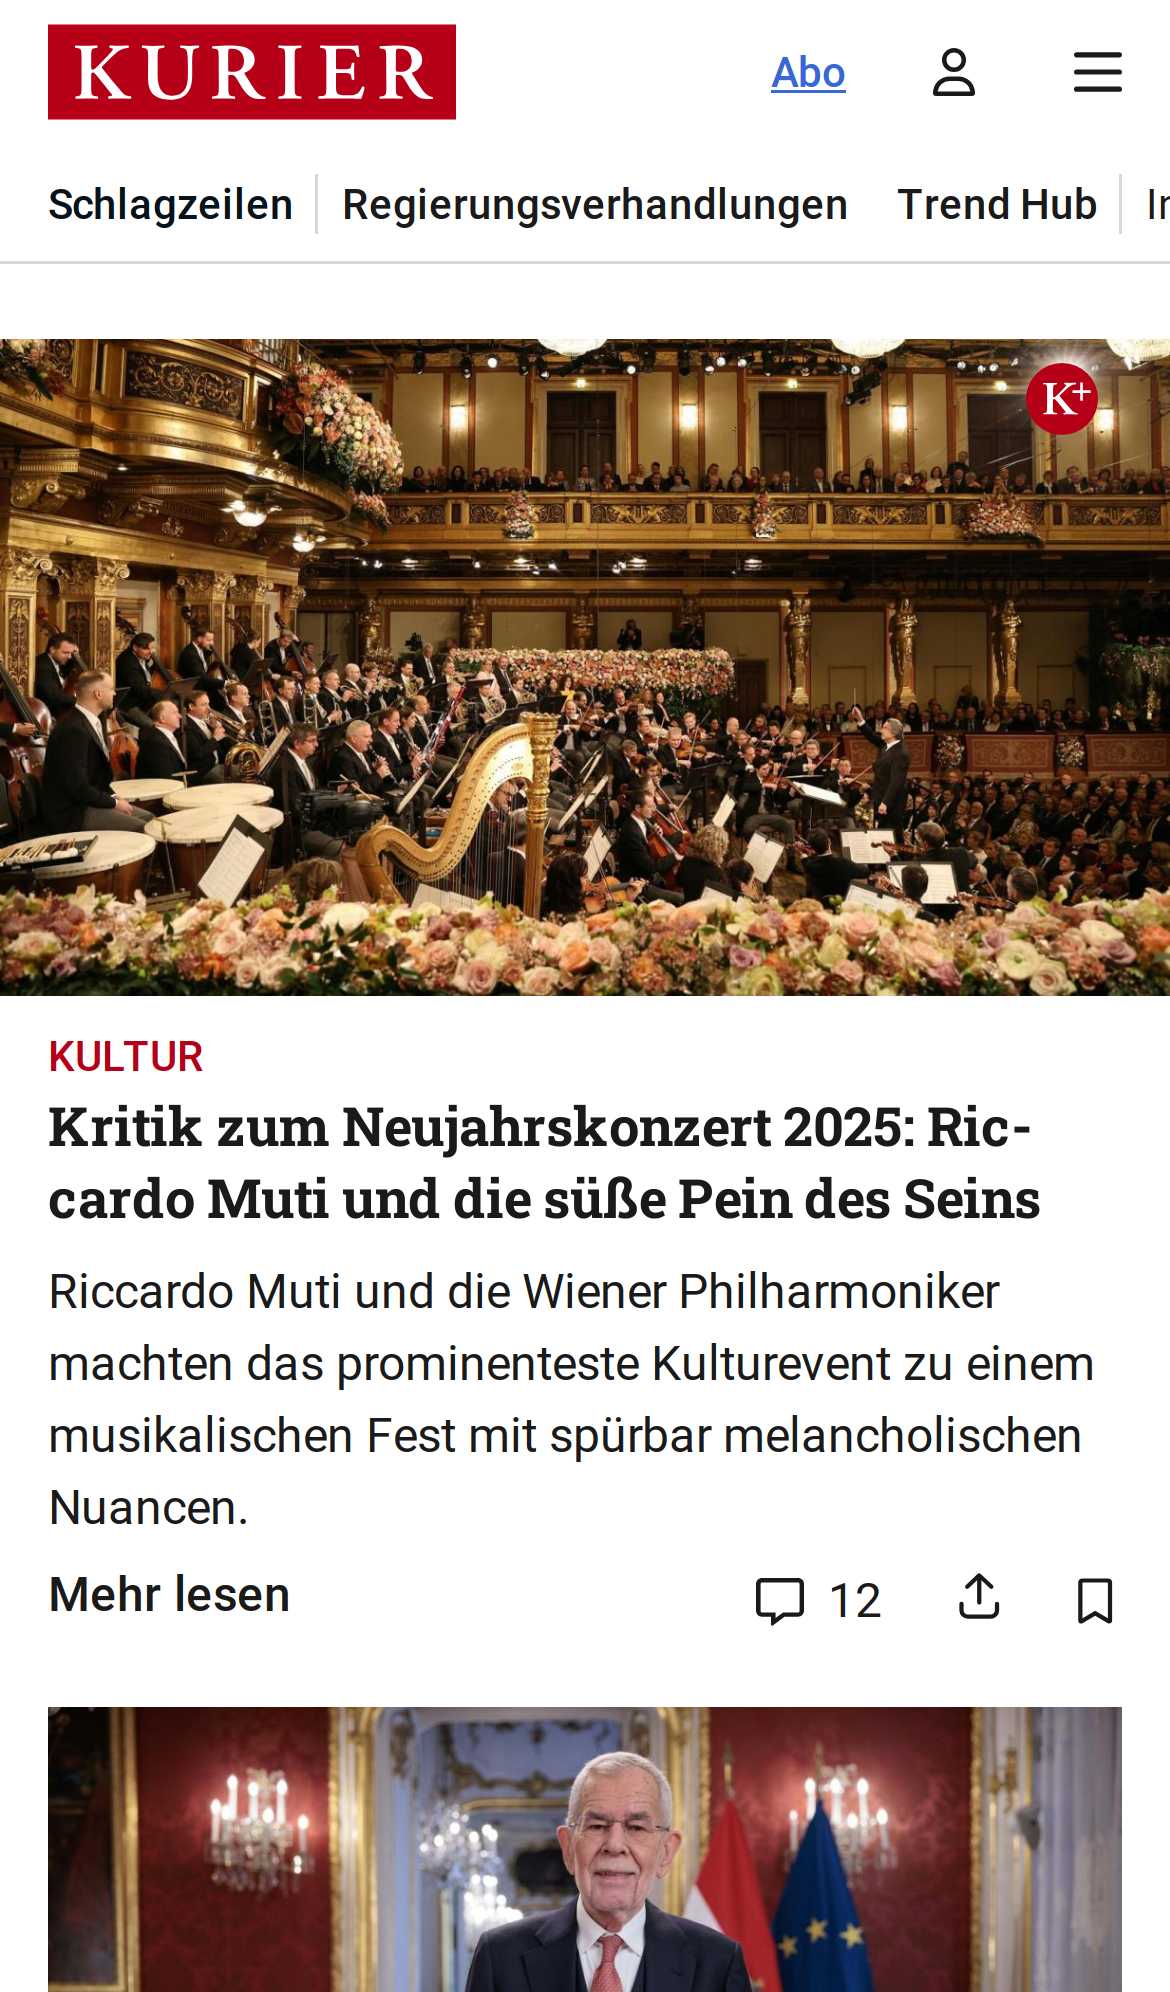 KURIER
Abo
Schlagzeilen
Regierungsverhandlungen
Trend Hub
K+
KULTUR
Kritik zum Neujahrskonzert 2025: Ric-
cardo Muti und die süße Pein des Seins
Riccardo Muti und die Wiener Philharmoniker
machten das prominenteste Kulturevent zu einem
musikalischen Fest mit spürbar melancholischen
Nuancen.
Mehr lesen
12